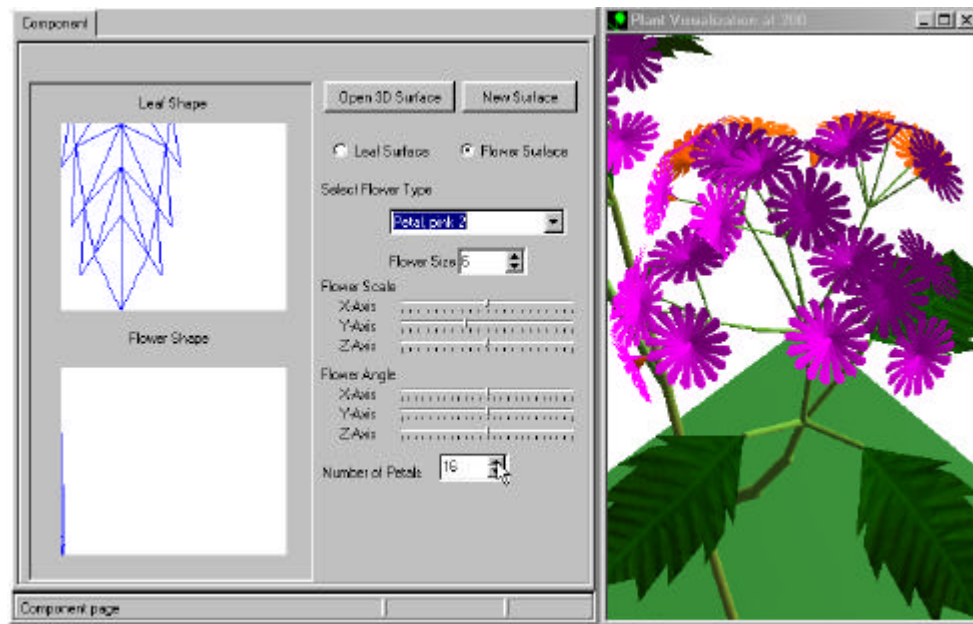 Component
Plant Visualization at 200
Leaf Shape
Open 3D Surface
New Surface
Leaf Surface
Flower Surface
Select Flower Type
Petal, pink 2
Flower Size 6
Flower Scale
X-Axis
Y-Axis
Z-Axis
Flower Shape
Flower Angle
X-Axis
Y-Axis
Z-Axis
Number of Petals 16
Component page